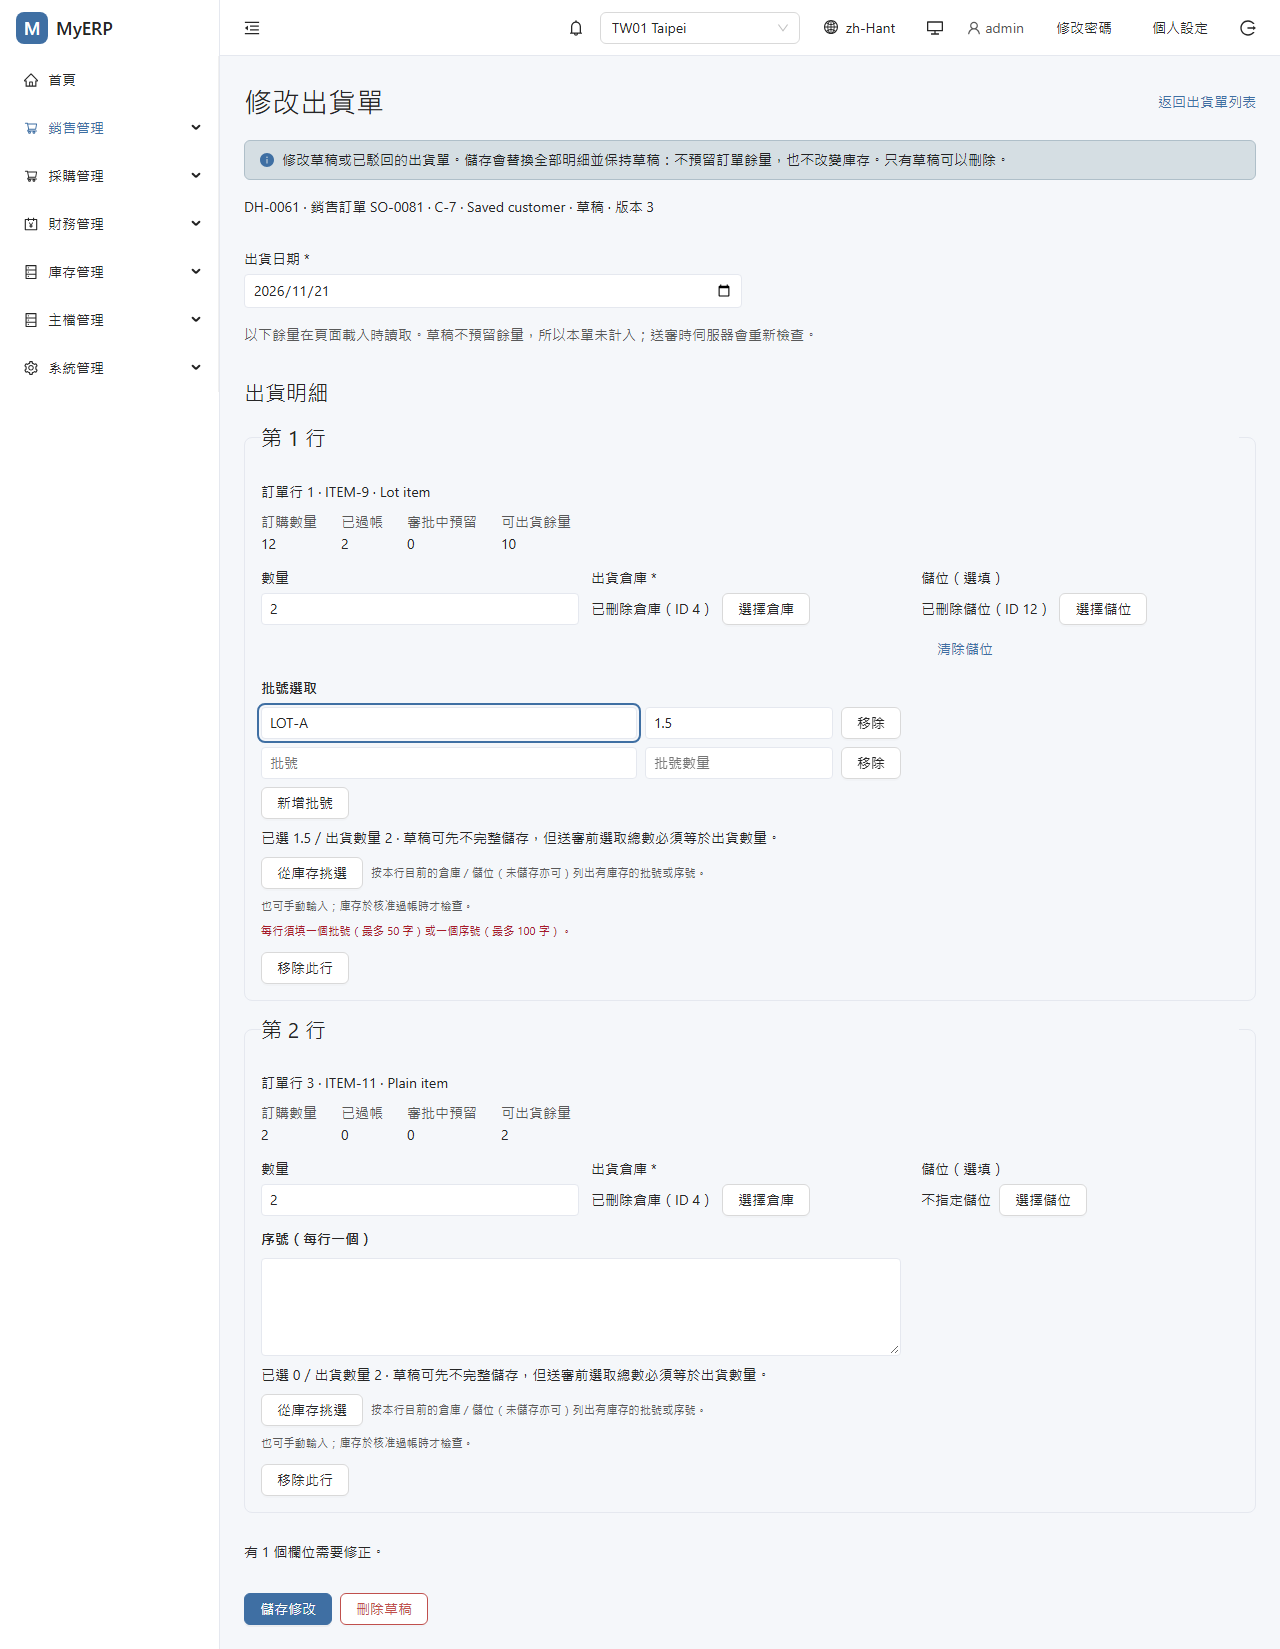 MyERP
TW01 Taipei
zh-Hant
admin
修改密碼
個人設定
首頁
銷售管理
採購管理
財務管理
庫存管理
主檔管理
系統管理
修改出貨單
返回出貨單列表
修改草稿或已駁回的出貨單。儲存會替換全部明細並保持草稿：不預留訂單餘量，也不改變庫存。只有草稿可以刪除。
DH-0061 · 銷售訂單 SO-0081 · C-7 · Saved customer · 草稿 · 版本 3
出貨日期 *
2026/11/21
以下餘量在頁面載入時讀取。草稿不預留餘量，所以本單未計入；送審時伺服器會重新檢查。
出貨明細
第 1 行
訂單行 1 · ITEM-9 · Lot item
訂購數量 已過帳 審批中預留 可出貨餘量
12 2 0 10
數量 出貨倉庫 * 儲位（選填）
2 已刪除倉庫（ID 4） 選擇倉庫 已刪除儲位（ID 12） 選擇儲位
清除儲位
批號選取
LOT-A 1.5 移除
批號 批號數量 移除
新增批號
已選 1.5 / 出貨數量 2 · 草稿可先不完整儲存，但送審前選取總數必須等於出貨數量。
從庫存挑選 按本行目前的倉庫 / 儲位（未儲存亦可）列出有庫存的批號或序號。
也可手動輸入；庫存於核准過帳時才檢查。
每行須填一個批號（最多 50 字）或一個序號（最多 100 字）。
移除此行
第 2 行
訂單行 3 · ITEM-11 · Plain item
訂購數量 已過帳 審批中預留 可出貨餘量
2 0 0 2
數量 出貨倉庫 * 儲位（選填）
2 已刪除倉庫（ID 4） 選擇倉庫 不指定儲位 選擇儲位
序號（每行一個）
已選 0 / 出貨數量 2 · 草稿可先不完整儲存，但送審前選取總數必須等於出貨數量。
從庫存挑選 按本行目前的倉庫 / 儲位（未儲存亦可）列出有庫存的批號或序號。
也可手動輸入；庫存於核准過帳時才檢查。
移除此行
有 1 個欄位需要修正。
儲存修改 刪除草稿